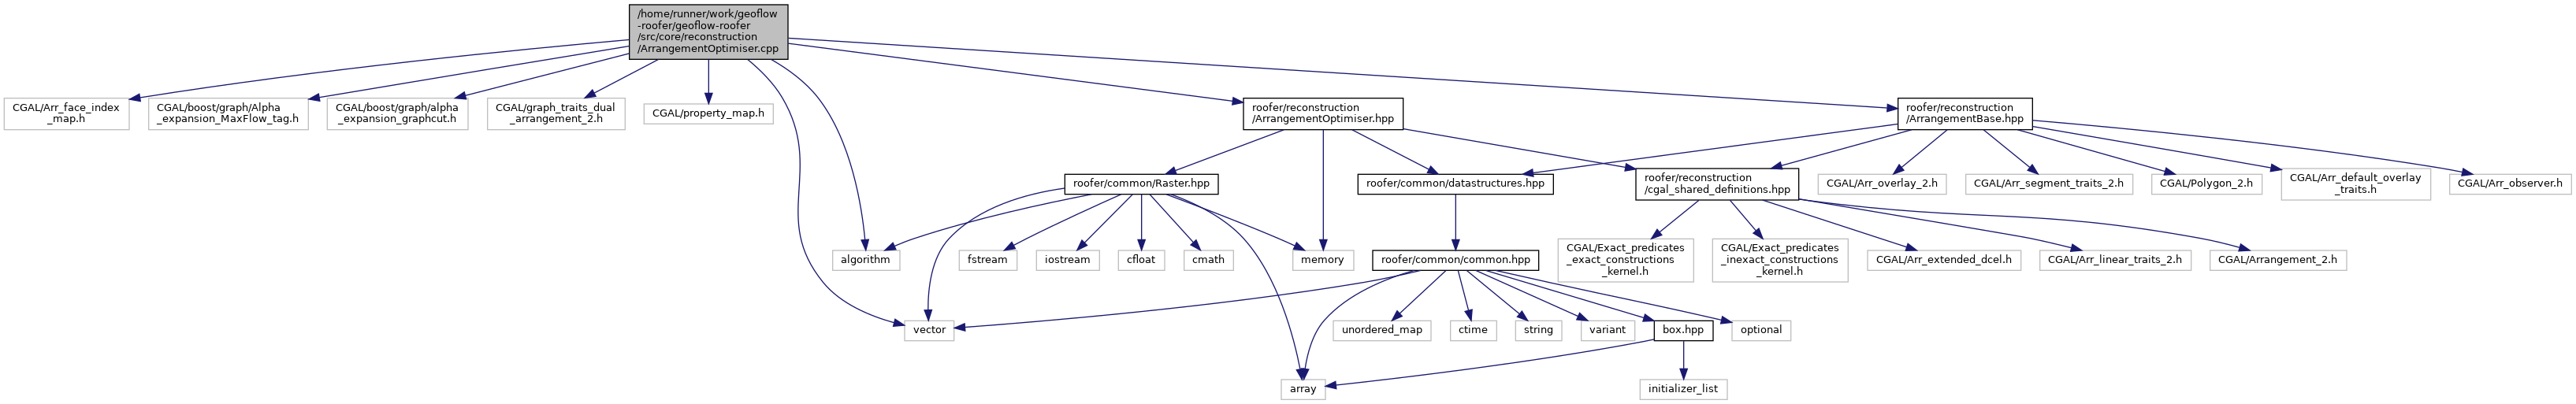 /home/runner/work/geoflow
-roofer/geoflow-roofer
/src/core/reconstruction
/ArrangementOptimiser.cpp
CGAL/Arr_face_index
_map.h
CGAL/boost/graph/Alpha
_expansion_MaxFlow_tag.h
CGAL/boost/graph/alpha
_expansion_graphcut.h
CGAL/graph_traits_dual
_arrangement_2.h
CGAL/property_map.h
roofer/reconstruction
/ArrangementOptimiser.hpp
roofer/reconstruction
/ArrangementBase.hpp
roofer/common/Raster.hpp
roofer/common/datastructures.hpp
roofer/reconstruction
/cgal_shared_definitions.hpp
CGAL/Arr_overlay_2.h
CGAL/Arr_segment_traits_2.h
CGAL/Polygon_2.h
CGAL/Arr_default_overlay
_traits.h
CGAL/Arr_observer.h
algorithm
fstream
iostream
cfloat
cmath
memory
roofer/common/common.hpp
CGAL/Exact_predicates
_exact_constructions
_kernel.h
CGAL/Exact_predicates
_inexact_constructions
_kernel.h
CGAL/Arr_extended_dcel.h
CGAL/Arr_linear_traits_2.h
CGAL/Arrangement_2.h
vector
unordered_map
ctime
string
variant
box.hpp
optional
array
initializer_list